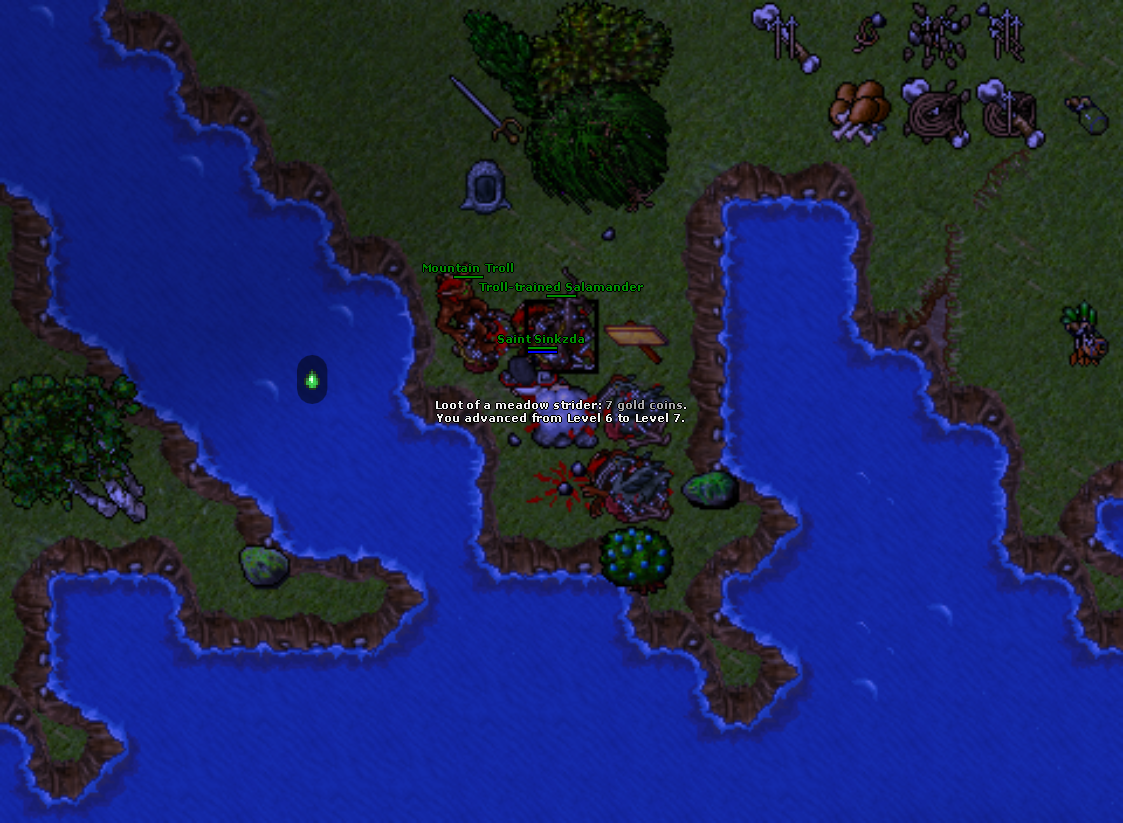 Mountain Troll
Troll-trained Salamander
Saint Sinkzda
Loot of a meadow strider: 7 gold coins.
You advanced from Level 6 to Level 7.